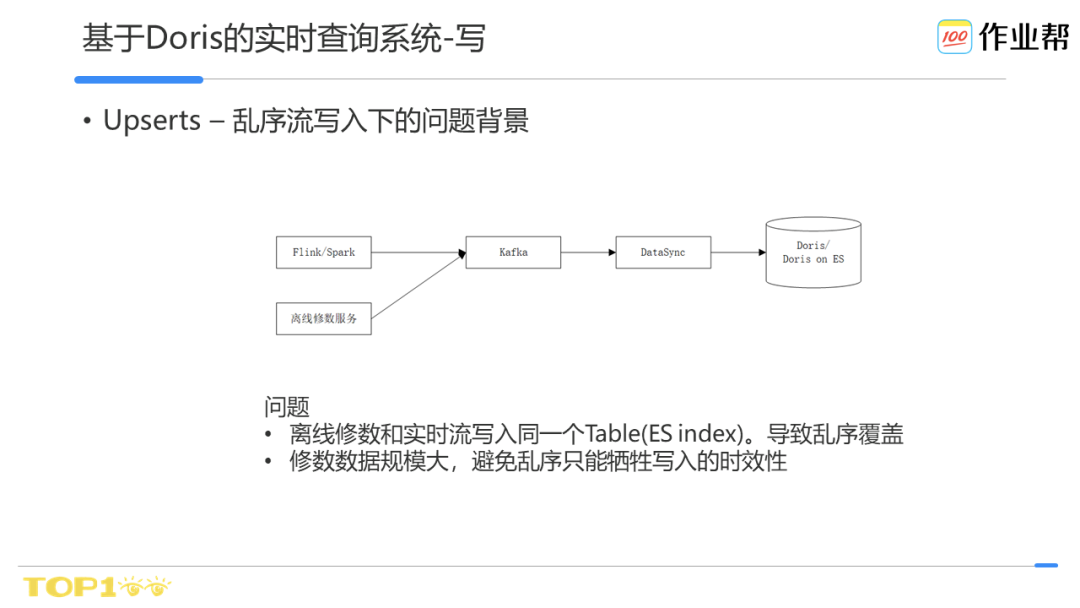 基于Doris的实时查询系统-写
100 作业帮
• Upserts – 乱序流写入下的问题背景
Flink/Spark
Kafka
DataSync
Doris/
Doris on ES
离线修数服务
问题
• 离线修数和实时流写入同一个Table(ES index)。导致乱序覆盖
• 修数数据规模大，避免乱序只能牺牲写入的时效性
TOP100